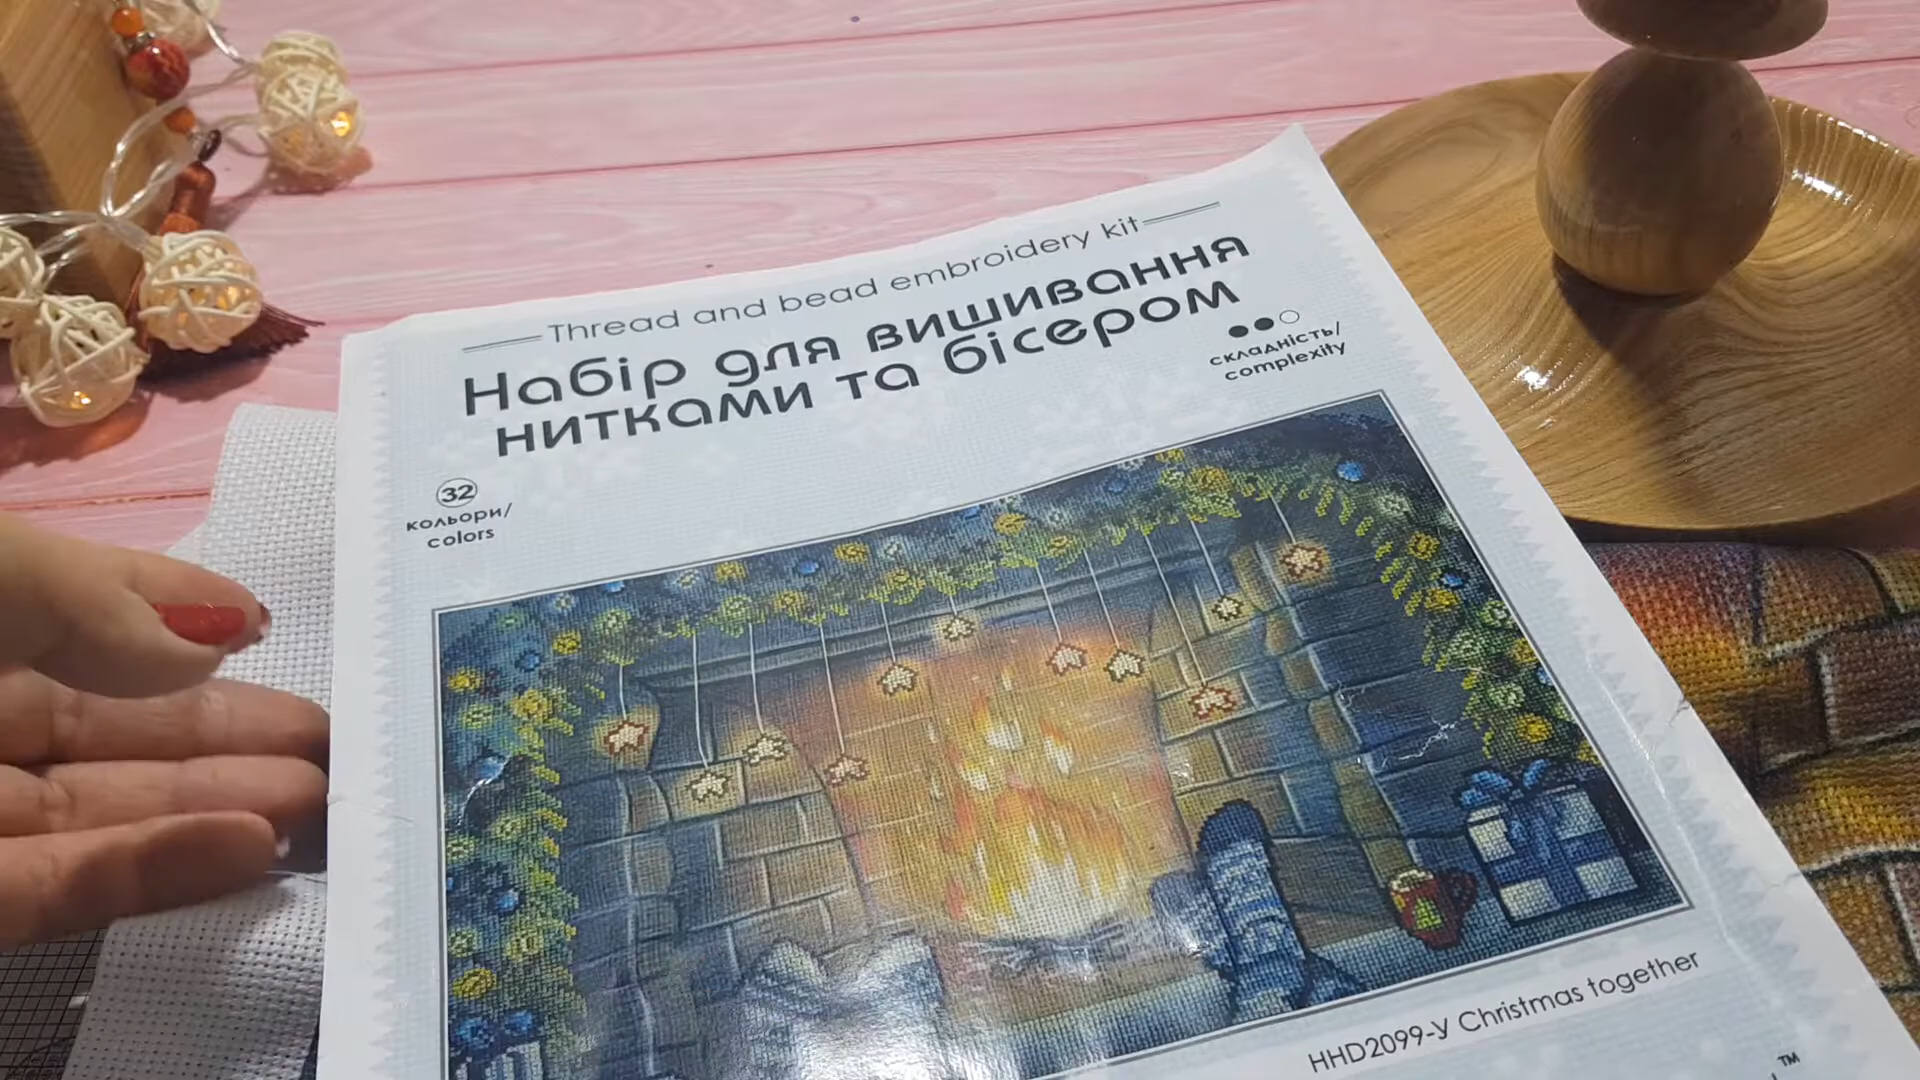 Thread and bead embroidery kit
Набір для вишивання
нитками та бісером
складність/
complexity
32
кольори/
colors
HHD2099-У Christmas together
TM